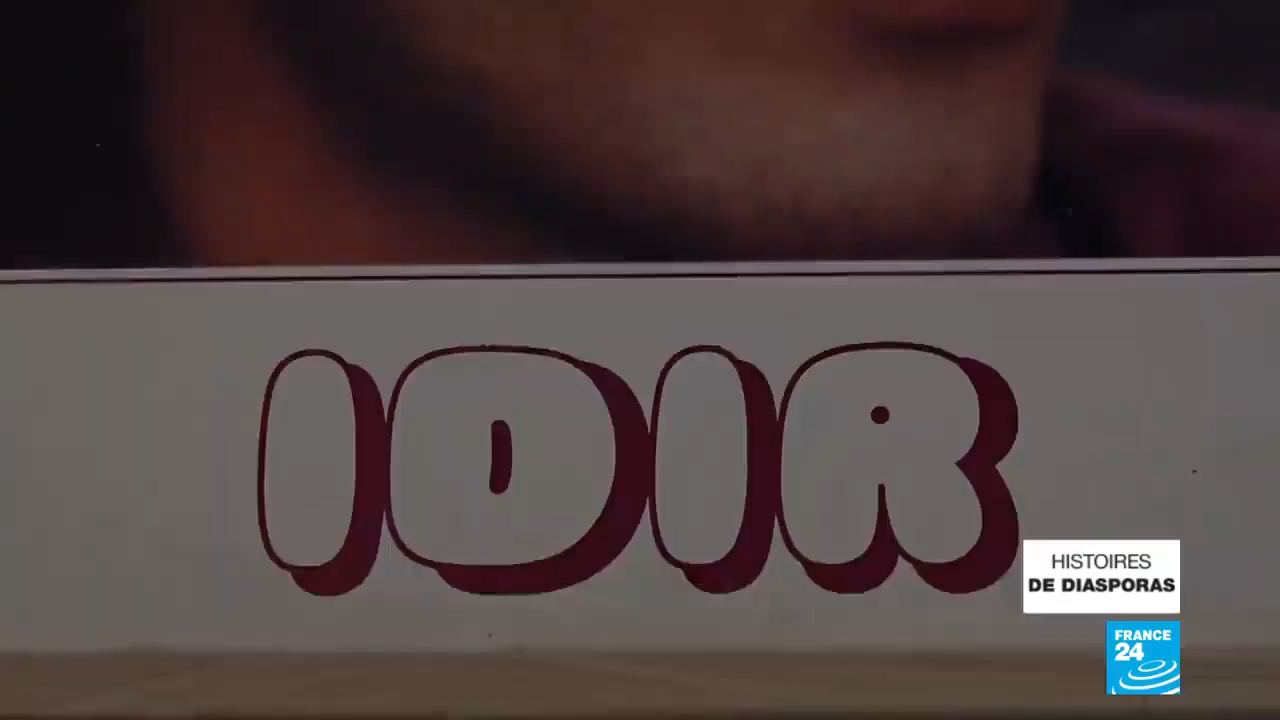 IDIR
HISTOIRES
DE DIASPORAS
FRANCE
24